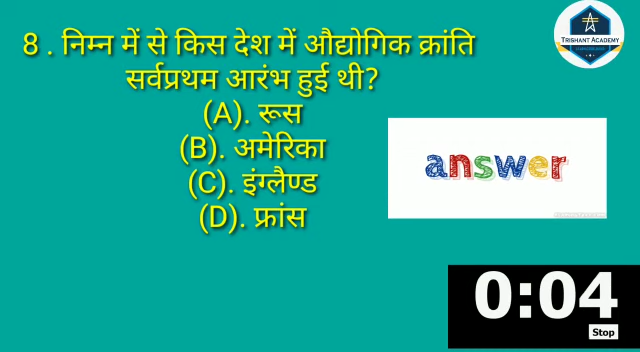 8 . निम्न में से किस देश में औद्योगिक क्रांति
सर्वप्रथम आरंभ हुई थी?
(A). रूस
(B). अमेरिका
(C). इंग्लैण्ड
(D). फ्रांस
TRISHANT ACADEMY
answer
0:04
Stop